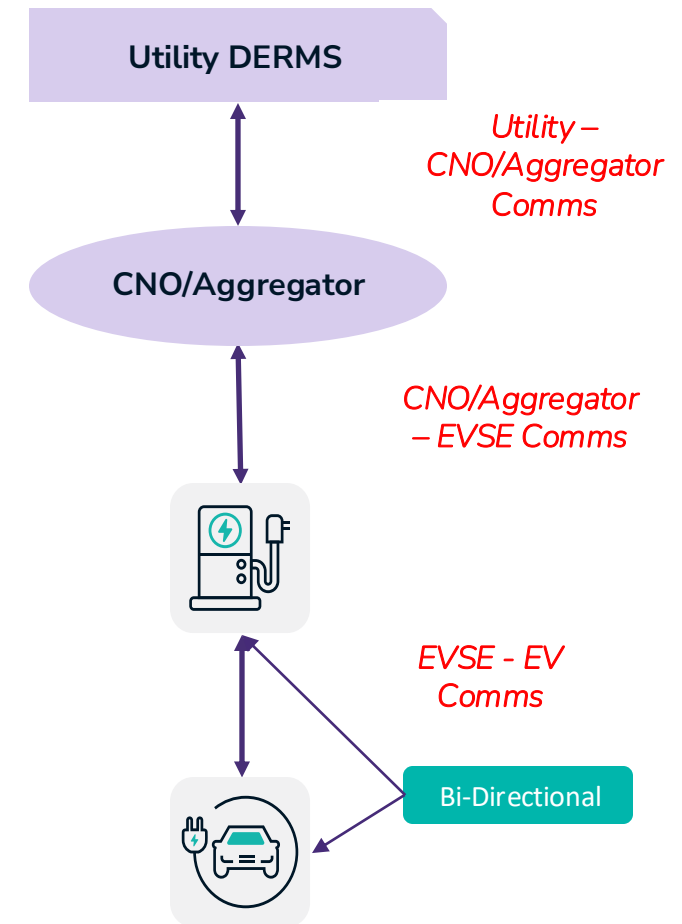 Utility DERMS
Utility –
CNO/Aggregator
Comms
CNO/Aggregator
CNO/Aggregator
– EVSE Comms
EVSE - EV
Comms
Bi-Directional